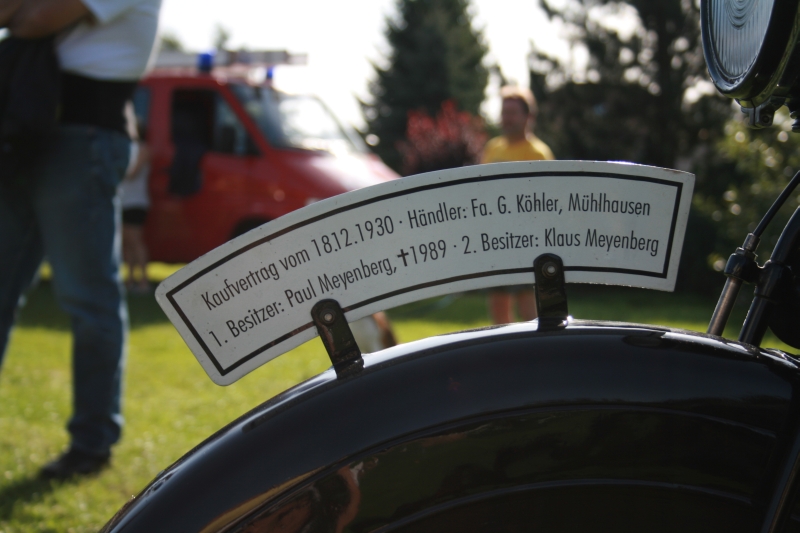 Kaufvertrag vom 18.12.1930 · Händler: Fa. G. Köhler, Mühlhausen
1. Besitzer: Paul Meyenberg, ✝1989 · 2. Besitzer: Klaus Meyenberg